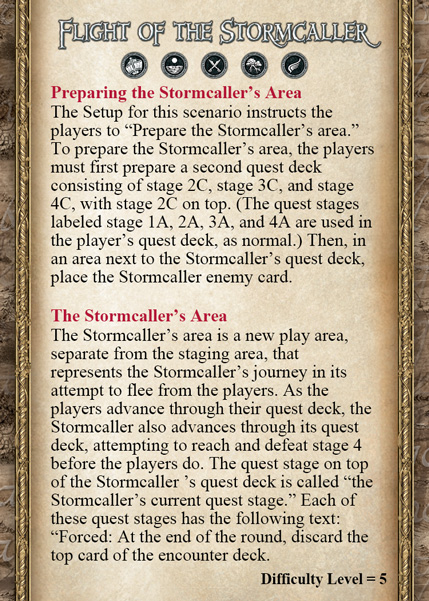 Flight of the Stormcaller
Preparing the Stormcaller's Area
The Setup for this scenario instructs the
players to “Prepare the Stormcaller's area.”
To prepare the Stormcaller's area, the players
must first prepare a second quest deck
consisting of stage 2C, stage 3C, and stage
4C, with stage 2C on top. (The quest stages
labeled stage 1A, 2A, 3A, and 4A are used in
the player's quest deck, as normal.) Then, in
an area next to the Stormcaller's quest deck,
place the Stormcaller enemy card.
The Stormcaller's Area
The Stormcaller's area is a new play area,
separate from the staging area, that
represents the Stormcaller's journey in its
attempt to flee from the players. As the
players advance through their quest deck, the
Stormcaller also advances through its quest
deck, attempting to reach and defeat stage 4
before the players do. The quest stage on top
of the Stormcaller 's quest deck is called “the
Stormcaller's current quest stage.” Each of
these quest stages has the following text:
“Forced: At the end of the round, discard the
top card of the encounter deck.
Difficulty Level = 5